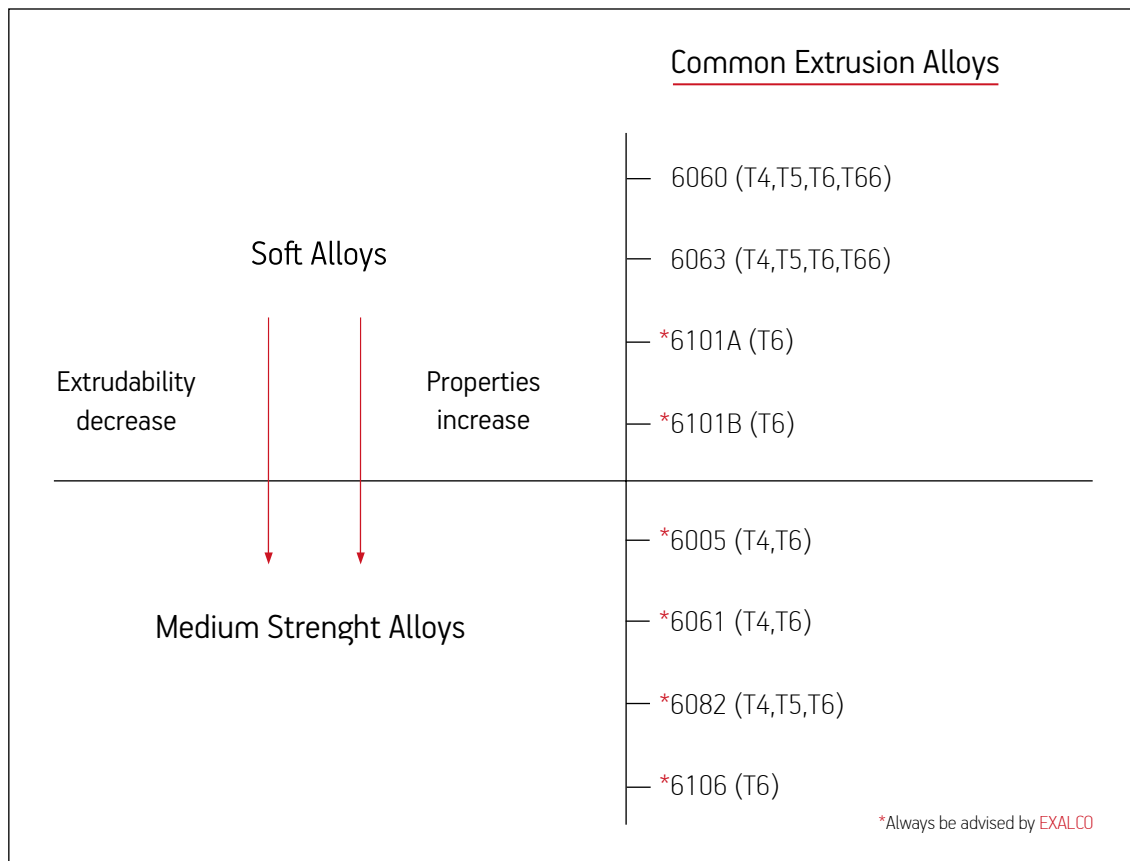 Common Extrusion Alloys
6060 (T4,T5,T6,T66)
Soft Alloys
6063 (T4,T5,T6,T66)
*6101A (T6)
Extrudability
decrease
Properties
increase
*6101B (T6)
*6005 (T4,T6)
Medium Strenght Alloys
*6061 (T4,T6)
*6082 (T4,T5,T6)
*6106 (T6)
*Always be advised by EXALCO